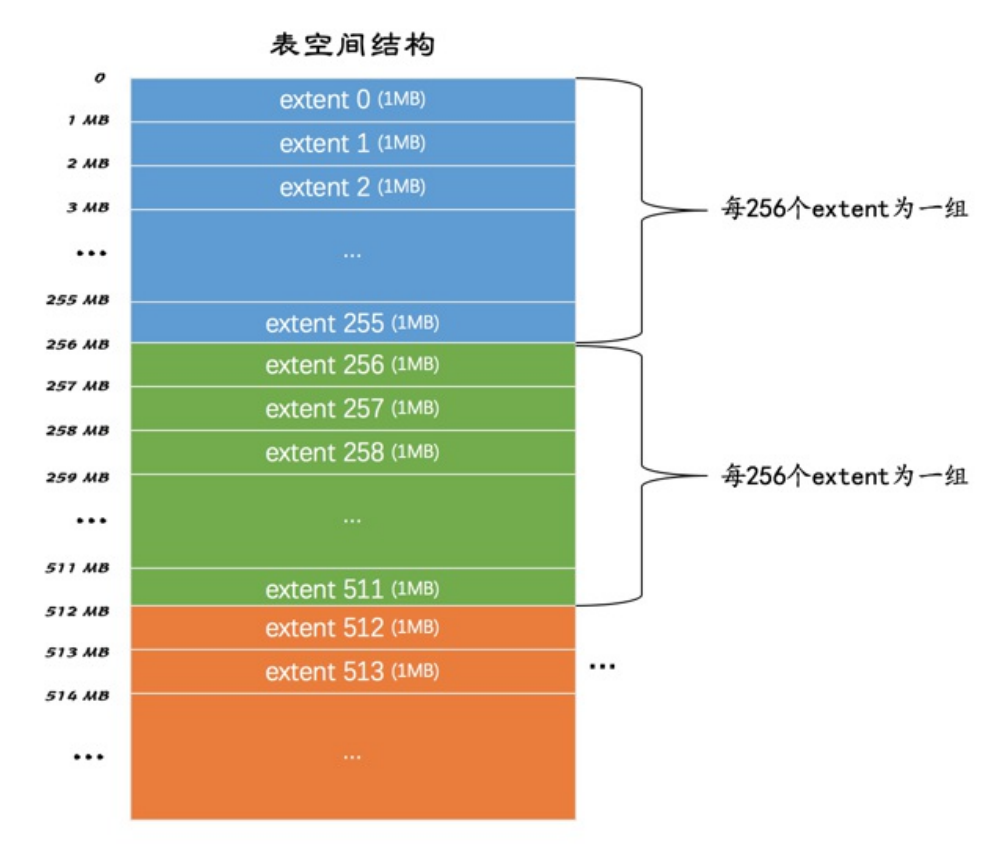 表空间结构
0
extent 0 (1MB)
1 MB
extent 1 (1MB)
2 MB
extent 2 (1MB)
3 MB
每256个extent为一组
...
...
255 MB
extent 255 (1MB)
256 MB
extent 256 (1MB)
257 MB
extent 257 (1MB)
258 MB
extent 258 (1MB)
259 MB
每256个extent为一组
...
...
511 MB
extent 511 (1MB)
512 MB
extent 512 (1MB)
513 MB
extent 513 (1MB)
...
514 MB
...
...